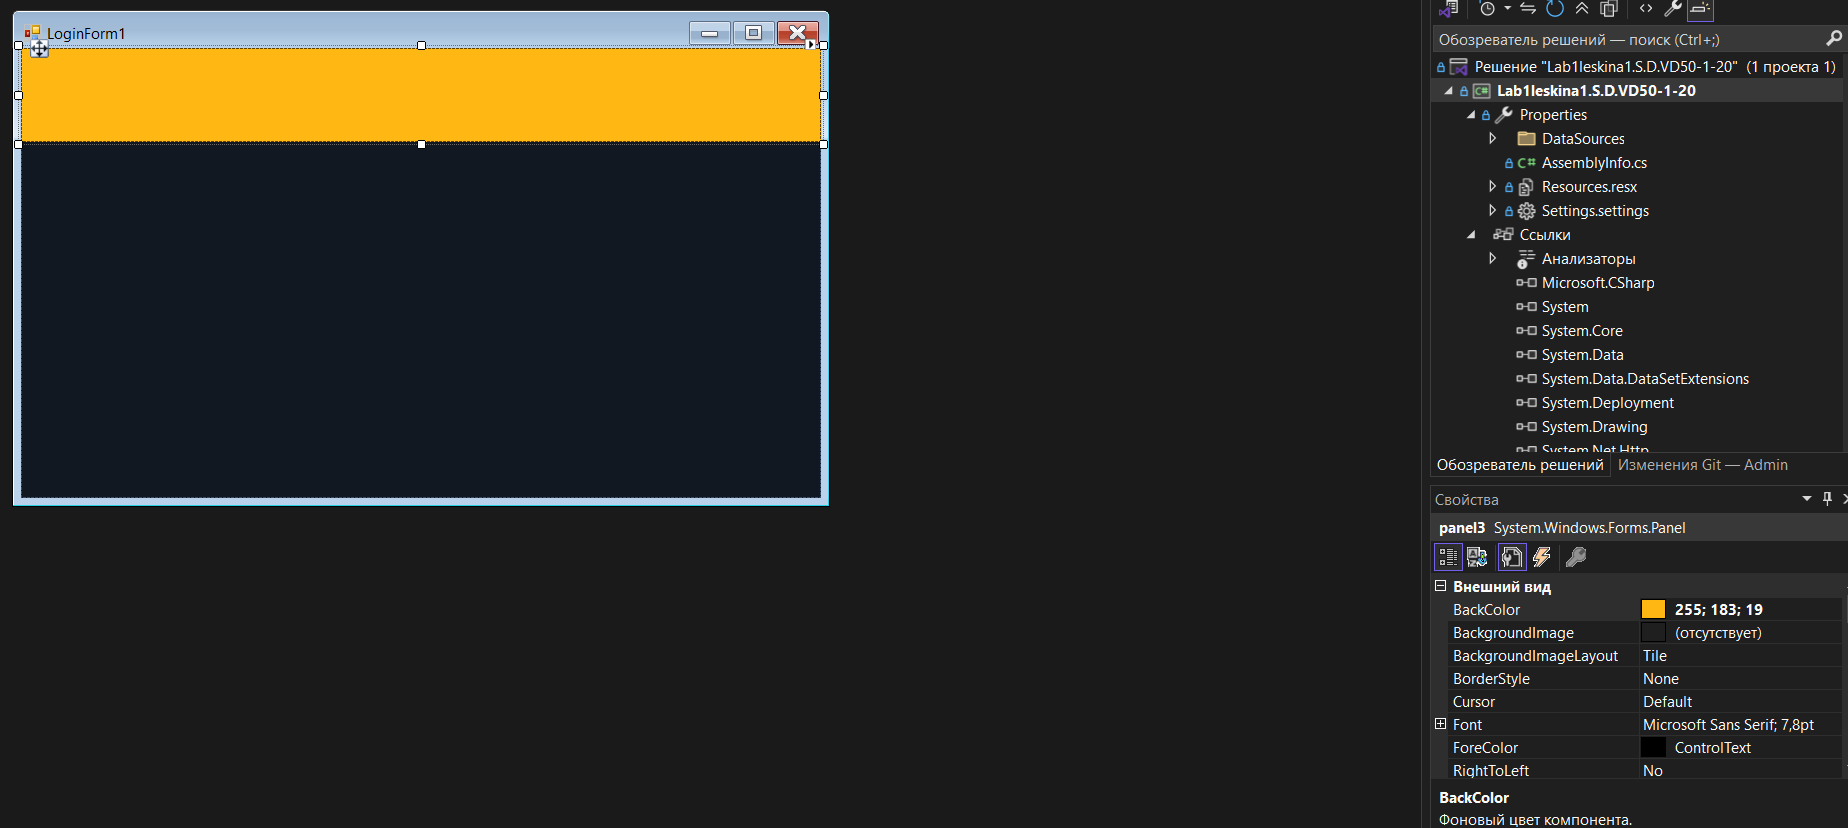 LoginForm1
Обозреватель решений — поиск (Ctrl+;)
Решение "Lab1leskina1.S.D.VD50-1-20" (1 проекта 1)
Lab1leskina1.S.D.VD50-1-20
Properties
DataSources
C# AssemblyInfo.cs
Resources.resx
Settings.settings
Ссылки
Анализаторы
Microsoft.CSharp
System
System.Core
System.Data
System.Data.DataSetExtensions
System.Deployment
System.Drawing
System.Net.Http
Обозреватель решений Изменения Git — Admin
Свойства
panel3 System.Windows.Forms.Panel
Внешний вид
BackColor 255; 183; 19
BackgroundImage (отсутствует)
BackgroundImageLayout Tile
BorderStyle None
Cursor Default
Font Microsoft Sans Serif; 7,8pt
ForeColor ControlText
RightToLeft No
BackColor
Фоновый цвет компонента.